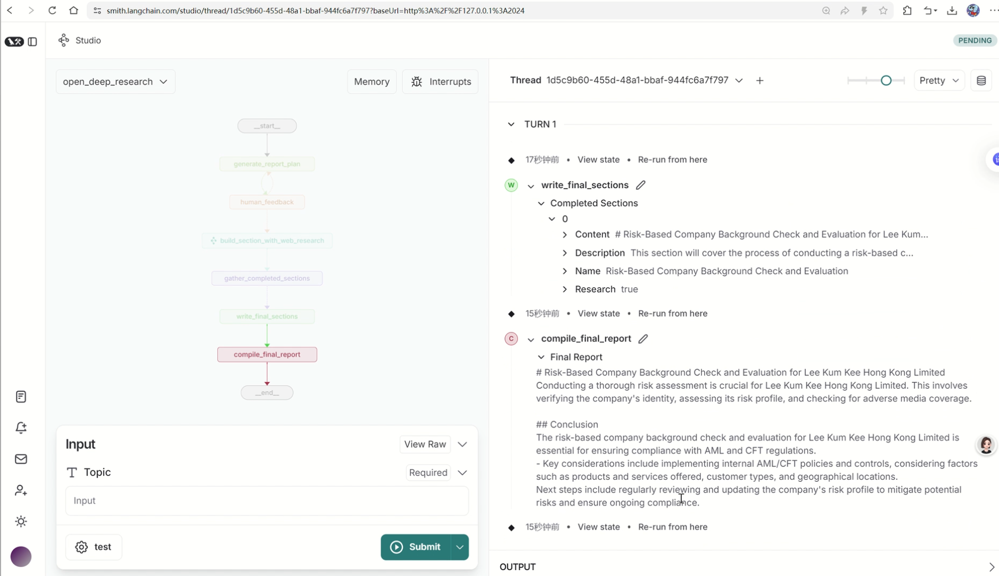 smith.langchain.com/studio/thread/1d5c9b60-455d-48a1-bbaf-944fc6a7f797?baseUrl=http%3A%2F%2F127.0.0.1%3A2024
Studio
PENDING
open_deep_research
Memory
Interrupts
__start__
generate_report_plan
human_feedback
build_section_with_web_research
gather_completed_sections
write_final_sections
compile_final_report
__end__
Input
View Raw
Topic
Required
Input
test
Submit
Thread 1d5c9b60-455d-48a1-bbaf-944fc6a7f797
Pretty
TURN 1
17秒钟前 • View state • Re-run from here
W write_final_sections
Completed Sections
0
Content # Risk-Based Company Background Check and Evaluation for Lee Kum...
Description This section will cover the process of conducting a risk-based c...
Name Risk-Based Company Background Check and Evaluation
Research true
15秒钟前 • View state • Re-run from here
C compile_final_report
Final Report
# Risk-Based Company Background Check and Evaluation for Lee Kum Kee Hong Kong Limited
Conducting a thorough risk assessment is crucial for Lee Kum Kee Hong Kong Limited. This involves
verifying the company's identity, assessing its risk profile, and checking for adverse media coverage.
## Conclusion
The risk-based company background check and evaluation for Lee Kum Kee Hong Kong Limited is
essential for ensuring compliance with AML and CFT regulations.
- Key considerations include implementing internal AML/CFT policies and controls, considering factors
such as products and services offered, customer types, and geographical locations.
Next steps include regularly reviewing and updating the company's risk profile to mitigate potential
risks and ensure ongoing compliance.
15秒钟前 • View state • Re-run from here
OUTPUT